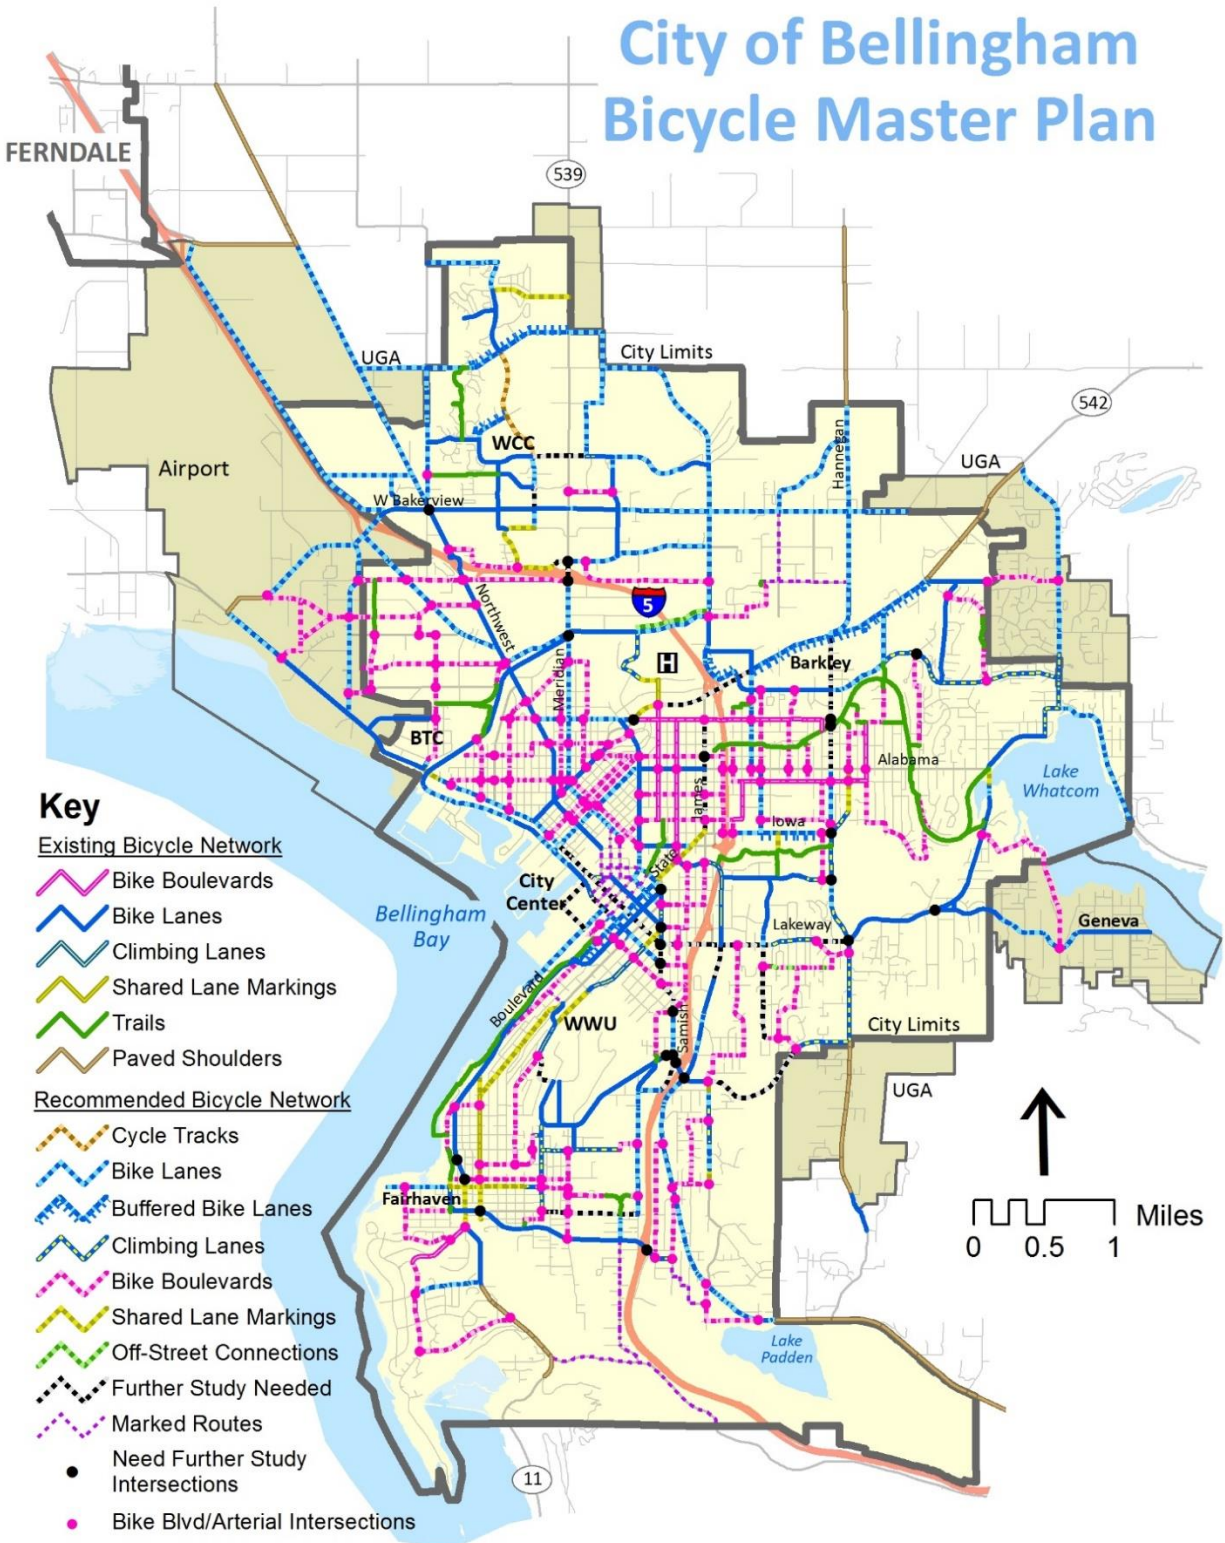 City of Bellingham
Bicycle Master Plan
FERNDALE
539
UGA
City Limits
542
WCC
Hannegan
UGA
Airport
W Bakerview
Northwest
5
H
Meridian
Barkley
BTC
Alabama
Lake
Whatcom
James
Iowa
State
City
Center
Bellingham
Bay
Lakeway
Geneva
Boulevard
WWU
Samish
City Limits
UGA
Fairhaven
Miles
0 0.5 1
Lake
Padden
11
Key
Existing Bicycle Network
Bike Boulevards
Bike Lanes
Climbing Lanes
Shared Lane Markings
Trails
Paved Shoulders
Recommended Bicycle Network
Cycle Tracks
Bike Lanes
Buffered Bike Lanes
Climbing Lanes
Bike Boulevards
Shared Lane Markings
Off-Street Connections
Further Study Needed
Marked Routes
Need Further Study
Intersections
Bike Blvd/Arterial Intersections